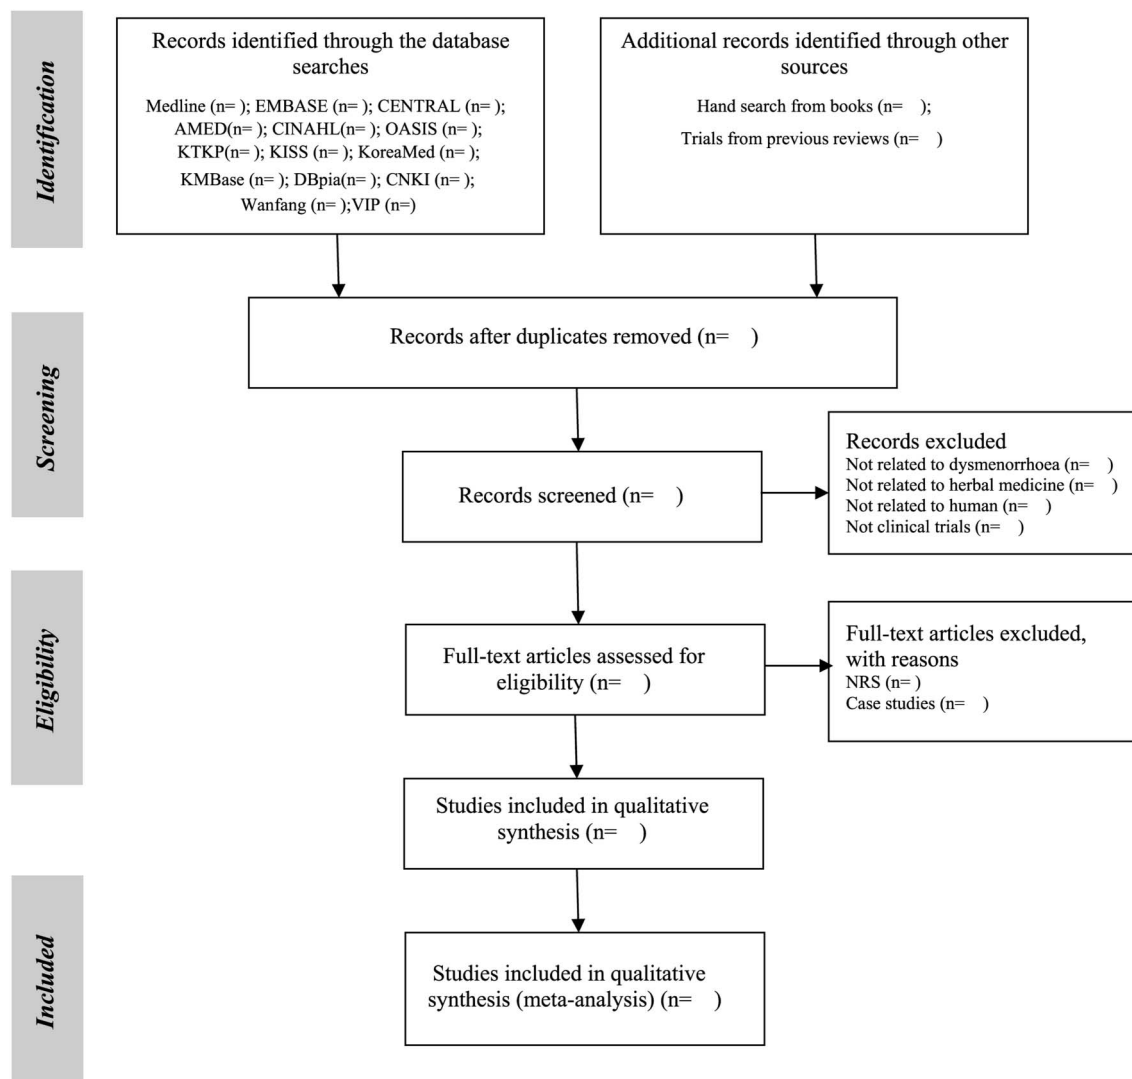 Identification
Records identified through the database
searches
Medline (n= ); EMBASE (n= ); CENTRAL (n= );
AMED(n= ); CINAHL(n= ); OASIS (n= );
KTKP(n= ); KISS (n= ); KoreaMed (n= );
KMBase (n= ); DBpia(n= ); CNKI (n= );
Wanfang (n= );VIP (n=)
Additional records identified through other
sources
Hand search from books (n=    );
Trials from previous reviews (n=    )
Screening
Records after duplicates removed (n=    )
Records screened (n=    )
Records excluded
Not related to dysmenorrhoea (n=    )
Not related to herbal medicine (n=    )
Not related to human (n=    )
Not clinical trials (n=    )
Eligibility
Full-text articles assessed for
eligibility (n=    )
Full-text articles excluded,
with reasons
NRS (n= )
Case studies (n=    )
Studies included in qualitative
synthesis (n=    )
Included
Studies included in qualitative
synthesis (meta-analysis) (n=    )